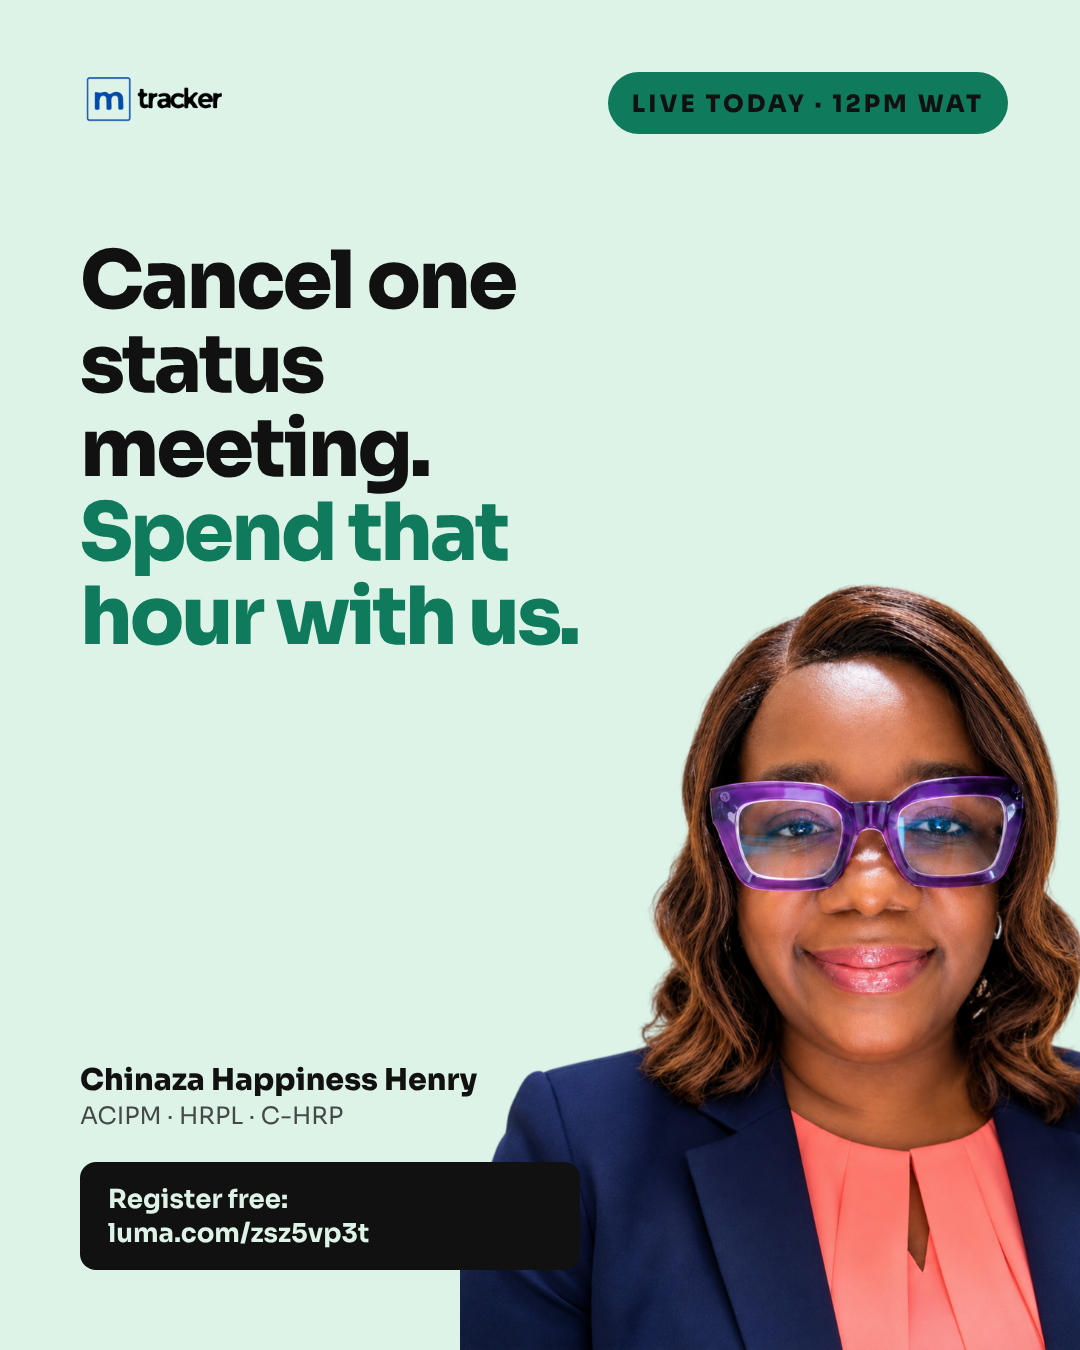 m tracker
LIVE TODAY · 12PM WAT
Cancel one
status
meeting.
Spend that
hour with us.
Chinaza Happiness Henry
ACIPM · HRPL · C-HRP
Register free:
luma.com/zsz5vp3t